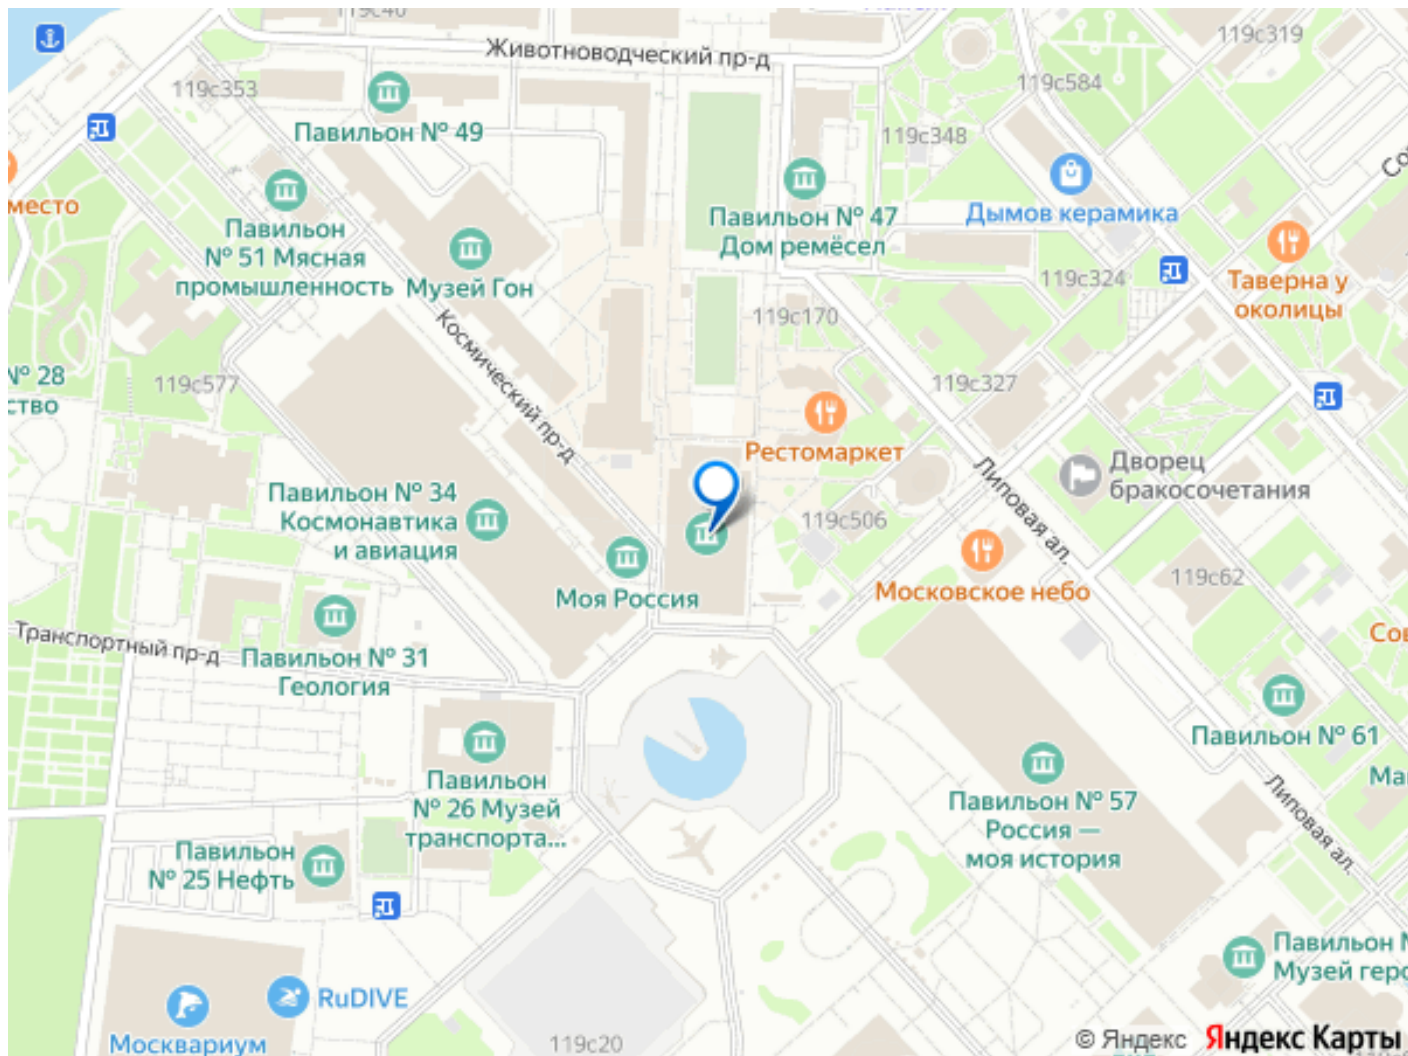 119с40
Животноводческий пр-д
119с319
119с353
119с584
Павильон № 49
119с348
место
Павильон
№ 51 Мясная
промышленность
Музей Гон
Павильон № 47
Дом ремёсел
Дымов керамика
119с324
Таверна у
околицы
119с170
Космический пр-д
№ 28
ство
119с577
119с327
Рестомаркет
Дворец
бракосочетания
Липовая ал.
Павильон № 34
Космонавтика
и авиация
119с506
Моя Россия
Московское небо
119с62
Транспортный пр-д
Павильон № 31
Геология
Павильон № 61
Павильон
№ 26 Музей
транспорта...
Павильон № 57
Россия —
моя история
Липовая ал.
Павильон
№ 25 Нефть
Павильон
Музей
RuDIVE
Москвариум
119с20
© Яндекс Яндекс Карты